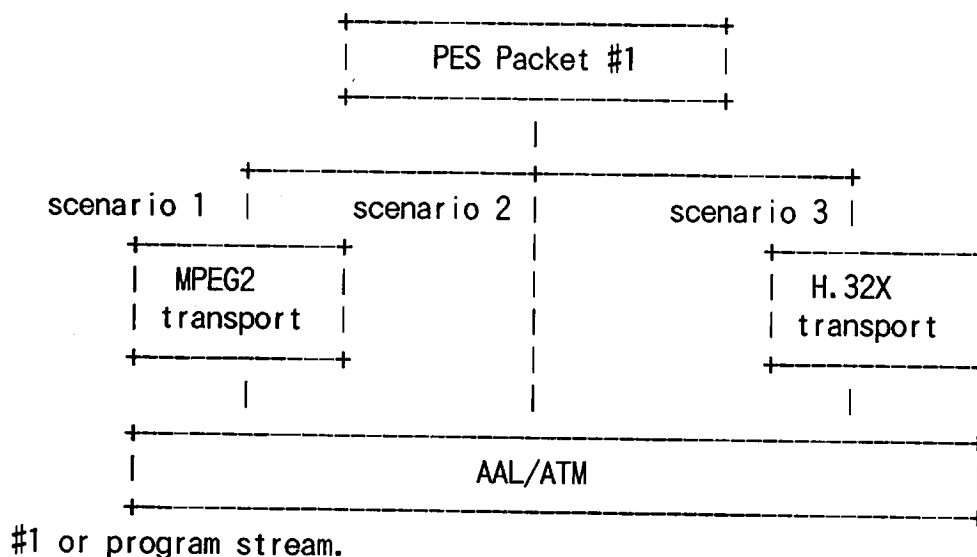 PES Packet #1
scenario 1
scenario 2
scenario 3
MPEG2
transport
H.32X
transport
AAL/ATM
#1 or program stream.